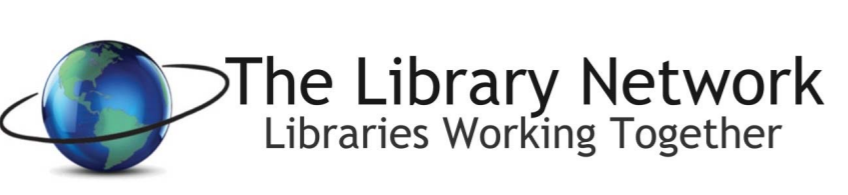 The Library Network
Libraries Working Together